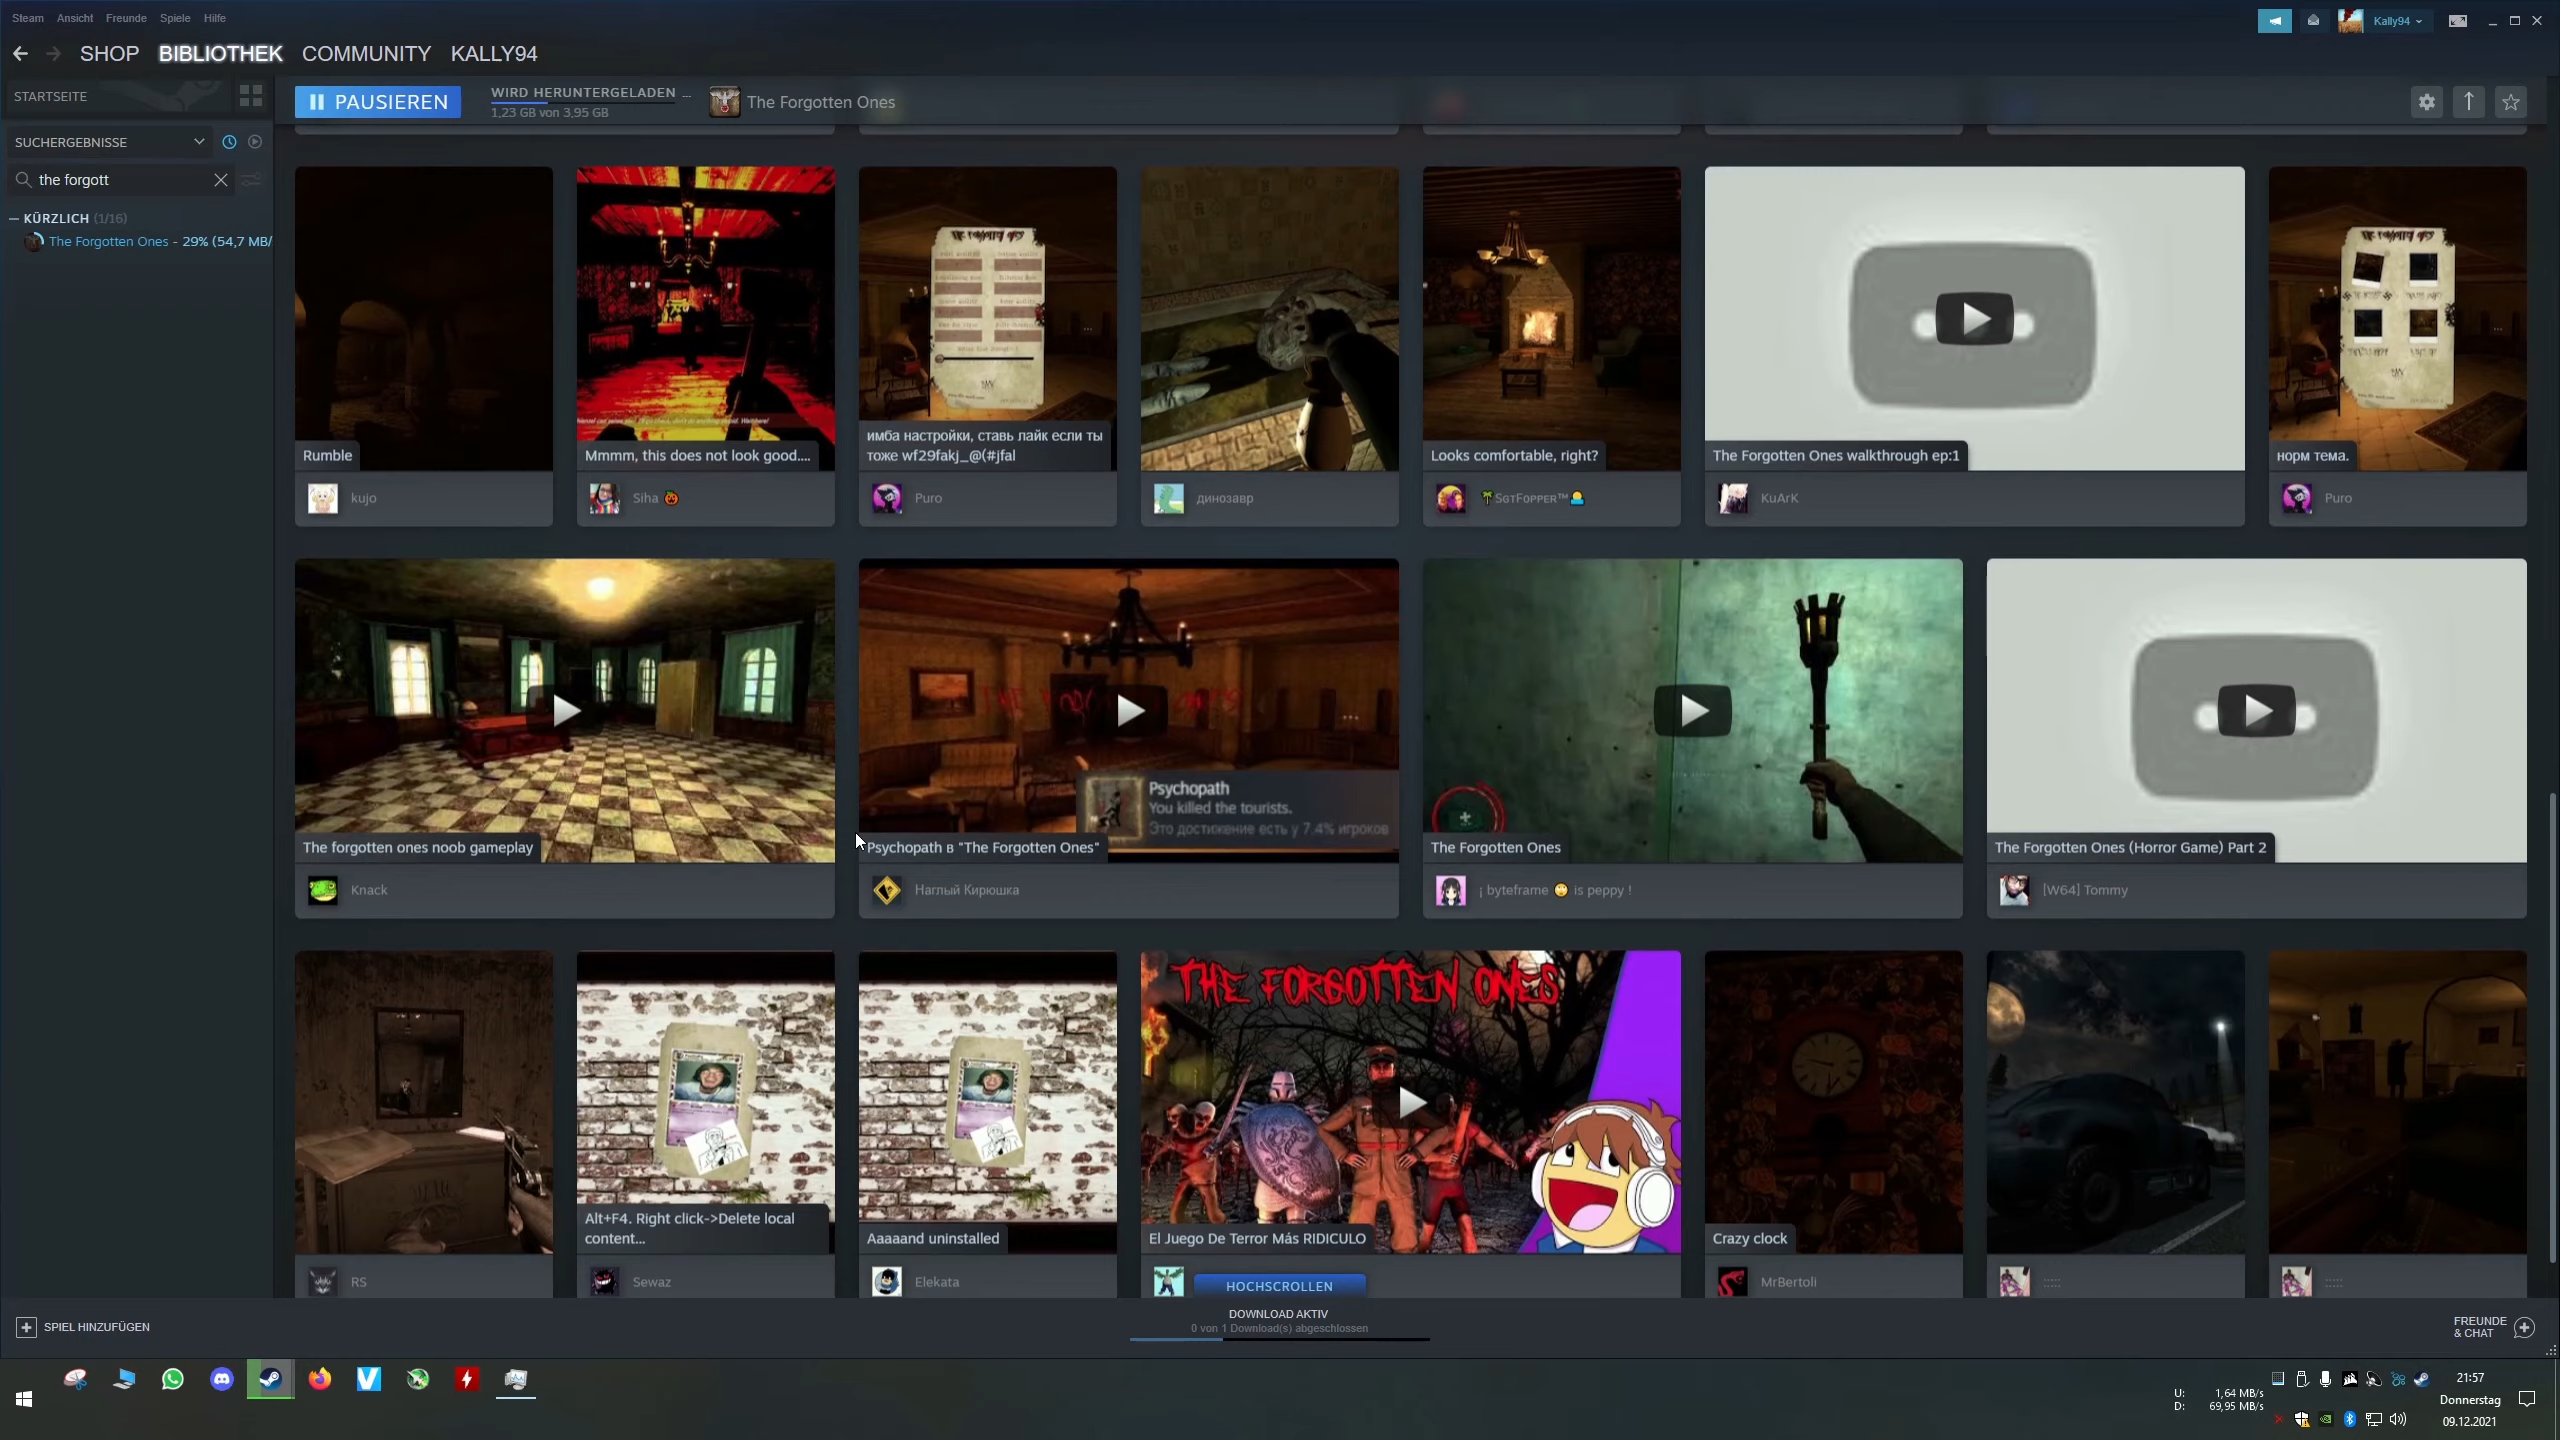 Steam Ansicht Freunde Spiele Hilfe
Kally94
SHOP BIBLIOTHEK COMMUNITY KALLY94
STARTSEITE
PAUSIEREN
WIRD HERUNTERGELADEN ...
1,23 GB von 3,95 GB
The Forgotten Ones
SUCHERGEBNISSE
the forgott
KÜRZLICH (1/16)
The Forgotten Ones - 29% (54,7 MB/
Rumble
kujo
Mmmm, this does not look good....
Siha
THE FORGOTTEN ONES
имба настройки, ставь лайк если ты
тоже wf29fakj_@(#jfal
Puro
динозавр
Looks comfortable, right?
SGTFOPPER™
The Forgotten Ones walkthrough ep:1
KuArK
THE FORGOTTEN ONES
норм тема.
Puro
The forgotten ones noob gameplay
Knack
Psychopath
You killed the tourists.
Это достижение есть у 7.4% игроков
Psychopath в "The Forgotten Ones"
Наглый Кирюшка
The Forgotten Ones
¡ byteframe is peppy !
The Forgotten Ones (Horror Game) Part 2
[W64] Tommy
RS
Alt+F4. Right click->Delete local
content...
Sewaz
Aaaaand uninstalled
Elekata
THE FORGOTTEN ONES
El Juego De Terror Más RIDICULO
HOCHSCROLLEN
Crazy clock
MrBertoli
:::::
:::::
SPIEL HINZUFÜGEN
DOWNLOAD AKTIV
0 von 1 Download(s) abgeschlossen
FREUNDE
& CHAT
U: 1,64 MB/s
D: 69,95 MB/s
21:57
Donnerstag
09.12.2021